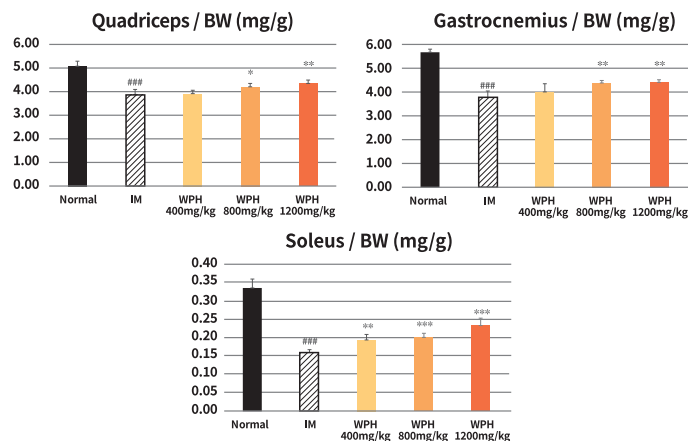 Quadriceps / BW (mg/g)
6.00
5.00
4.00
3.00
2.00
1.00
0.00
###
*
**
Normal
IM
WPH
400mg/kg
WPH
800mg/kg
WPH
1200mg/kg
Gastrocnemius / BW (mg/g)
6.00
5.00
4.00
3.00
2.00
1.00
0.00
###
**
**
Normal
IM
WPH
400mg/kg
WPH
800mg/kg
WPH
1200mg/kg
Soleus / BW (mg/g)
0.40
0.35
0.30
0.25
0.20
0.15
0.10
0.05
0.00
###
**
***
***
Normal
IM
WPH
400mg/kg
WPH
800mg/kg
WPH
1200mg/kg